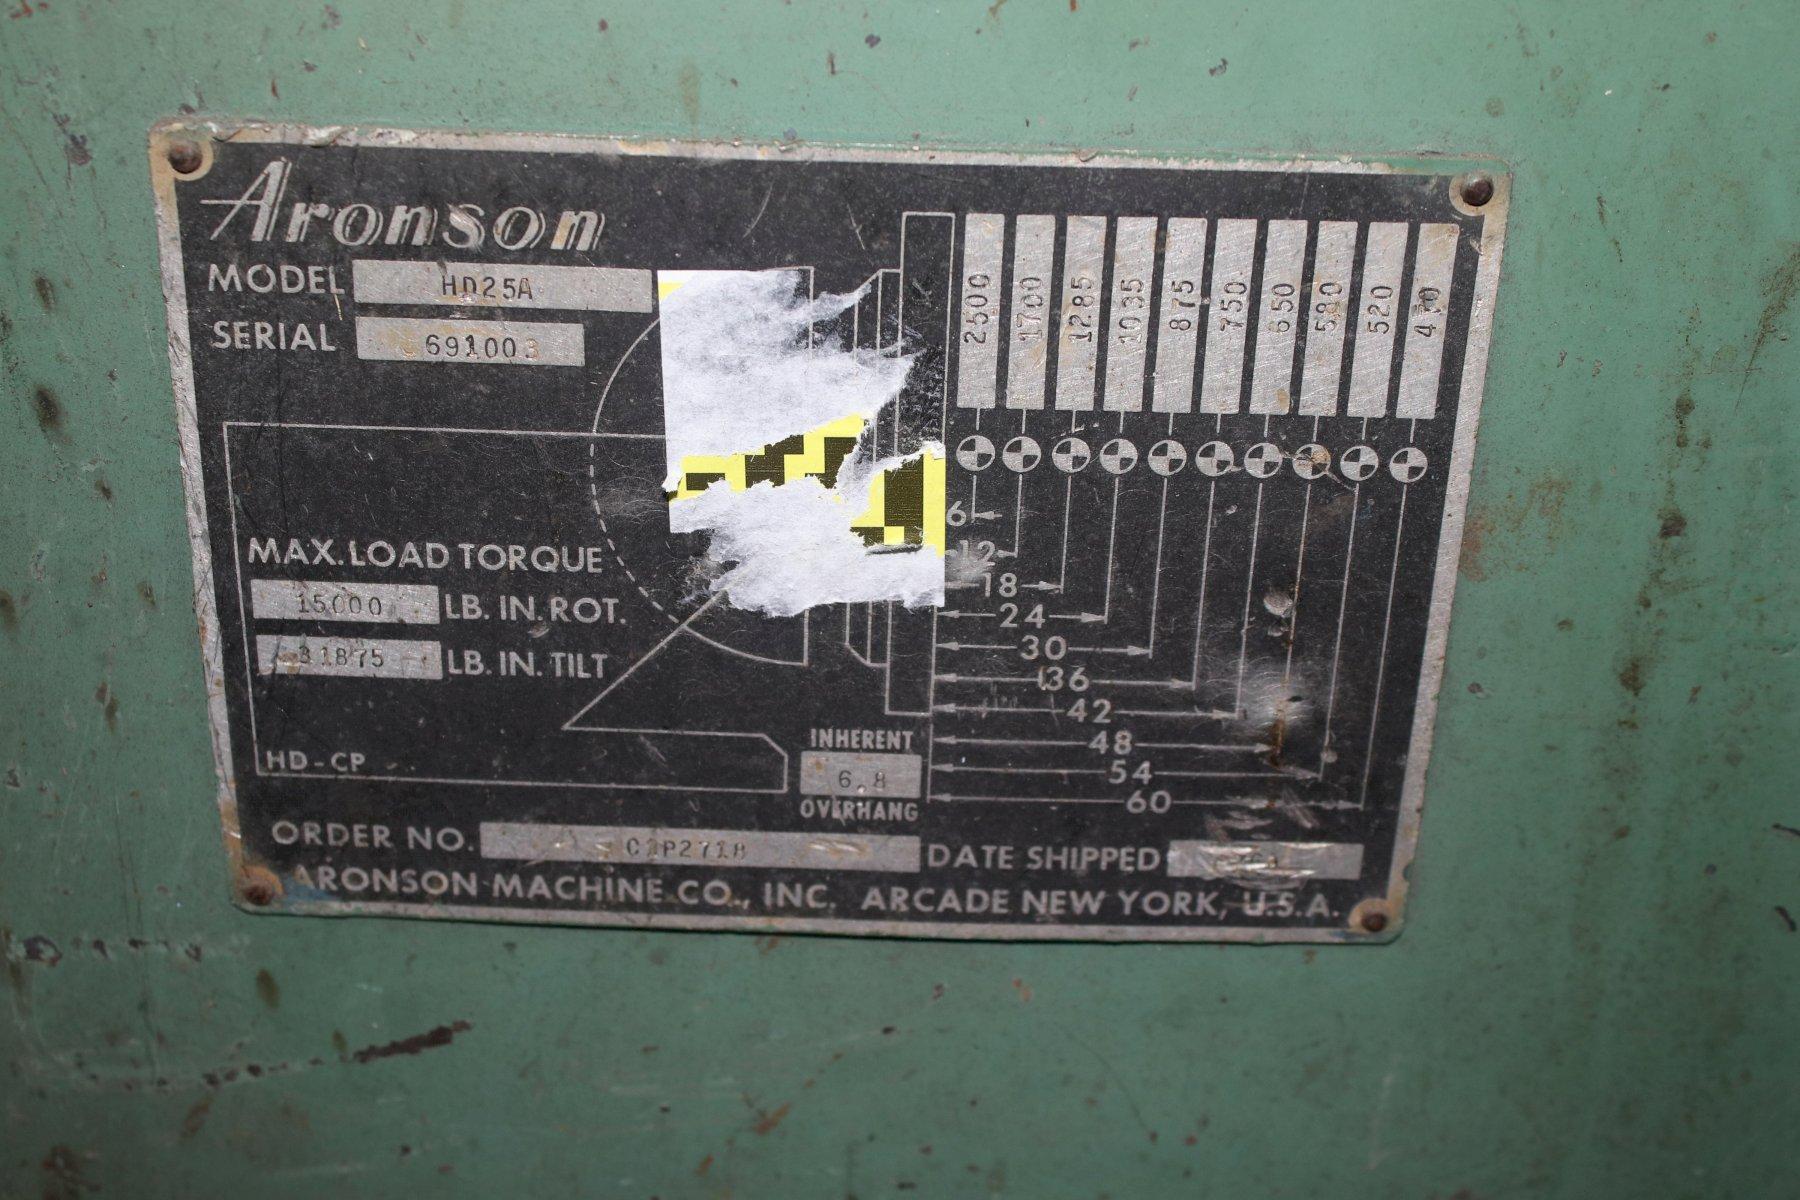 Aronson
MODEL HD25A
SERIAL
2500
1700
1285
1035
875
750
650
520
6
12
18
24
30
36
42
48
54
60
MAX. LOAD TORQUE
15000 LB. IN. ROT.
31875 LB. IN. TILT
HD-CP
INHERENT
6.8
OVERHANG
ORDER NO.
DATE SHIPPED
ARONSON MACHINE CO., INC. ARCADE NEW YORK, U.S.A.